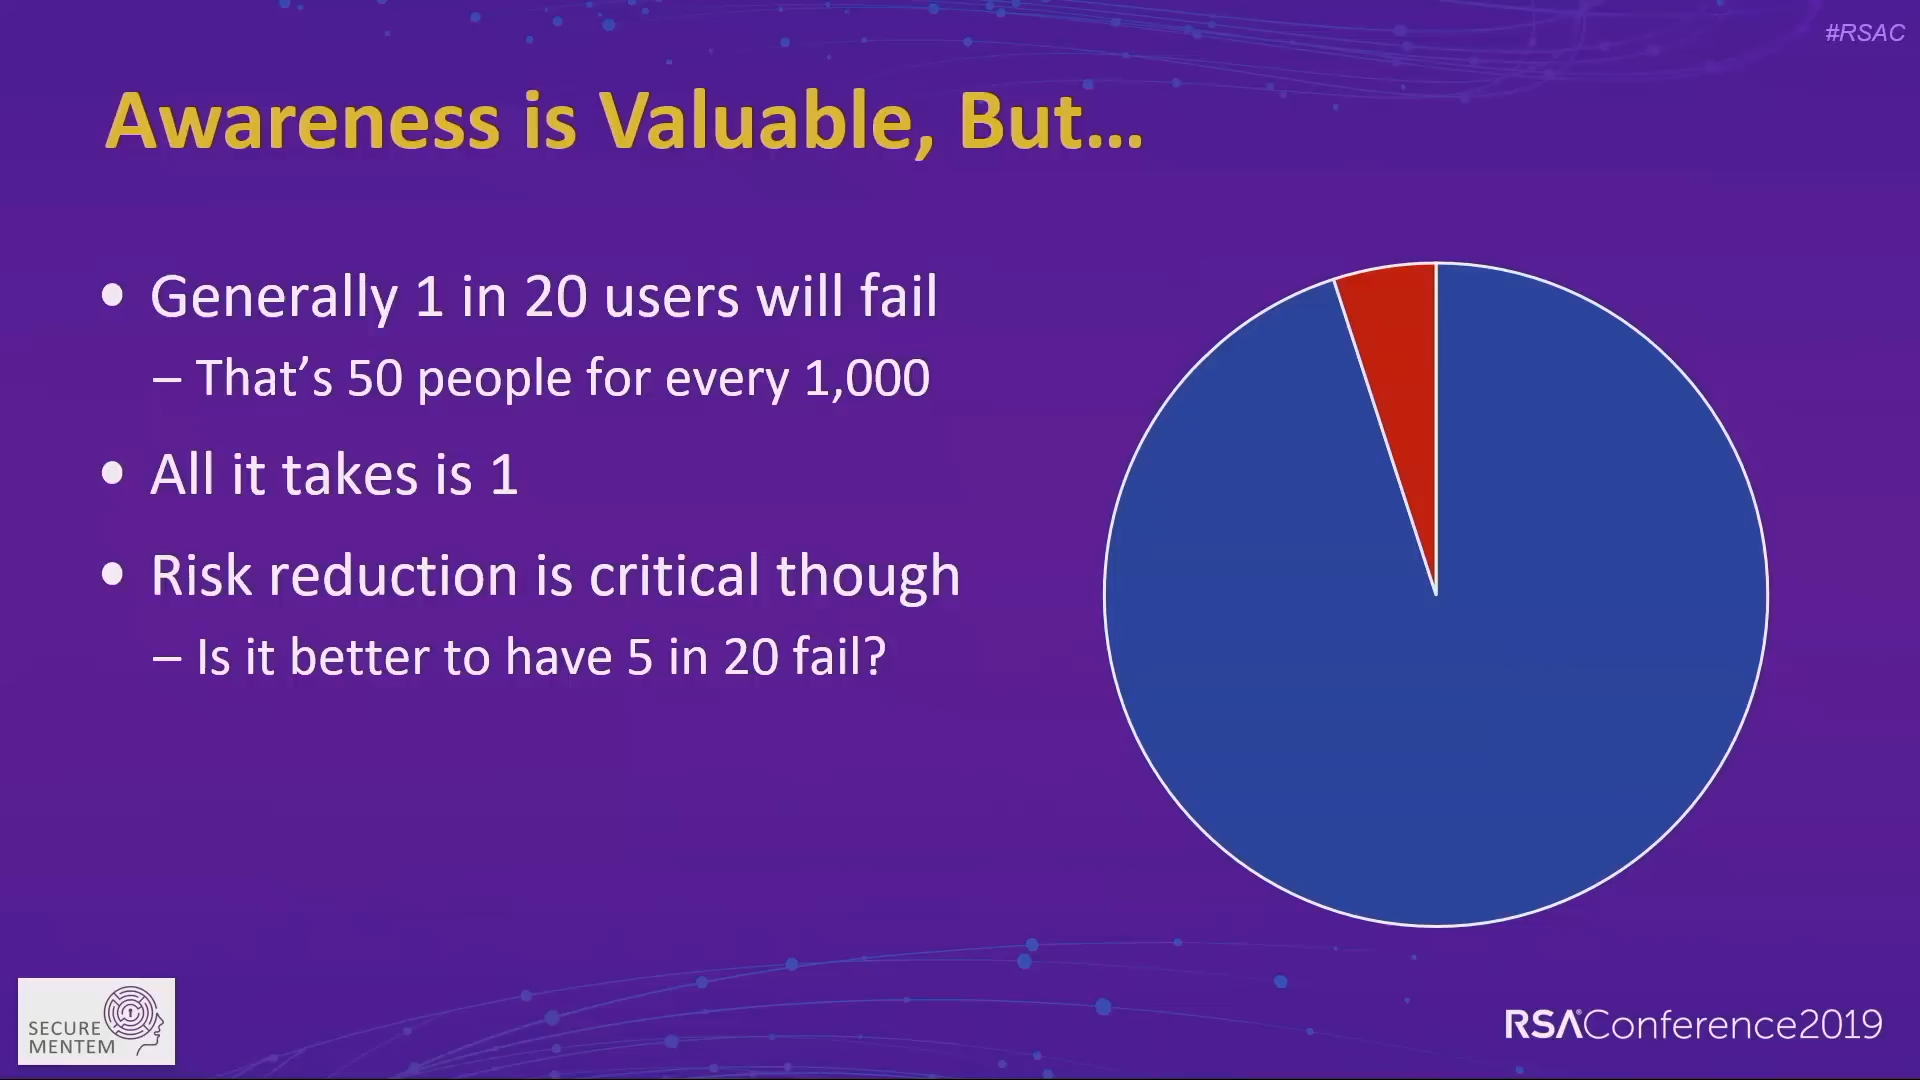 #RSAC
Awareness is Valuable, But...
• Generally 1 in 20 users will fail
– That's 50 people for every 1,000
• All it takes is 1
• Risk reduction is critical though
– Is it better to have 5 in 20 fail?
SECURE
MENTEM
RSAConference2019